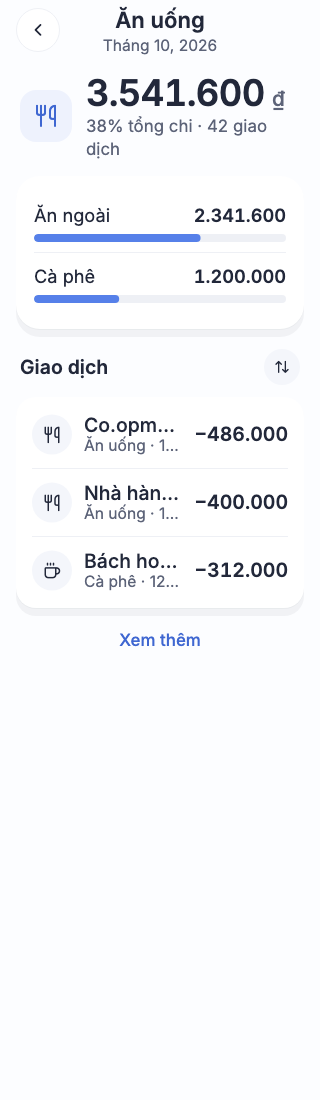 Ăn uống
Tháng 10, 2026
3.541.600 ₫
38% tổng chi · 42 giao
dịch
Ăn ngoài 2.341.600
Cà phê 1.200.000
Giao dịch
Co.opm... −486.000
Ăn uống · 1...
Nhà hàn... −400.000
Ăn uống · 1...
Bách ho... −312.000
Cà phê · 12...
Xem thêm